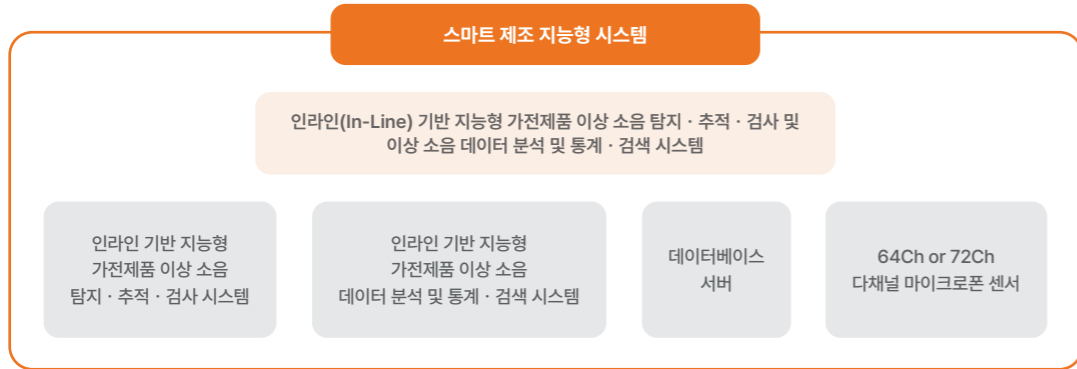 스마트 제조 지능형 시스템
인라인(In-Line) 기반 지능형 가전제품 이상 소음 탐지 · 추적 · 검사 및
이상 소음 데이터 분석 및 통계 · 검색 시스템
인라인 기반 지능형
가전제품 이상 소음
탐지 · 추적 · 검사 시스템
인라인 기반 지능형
가전제품 이상 소음
데이터 분석 및 통계 · 검색 시스템
데이터베이스
서버
64Ch or 72Ch
다채널 마이크로폰 센서